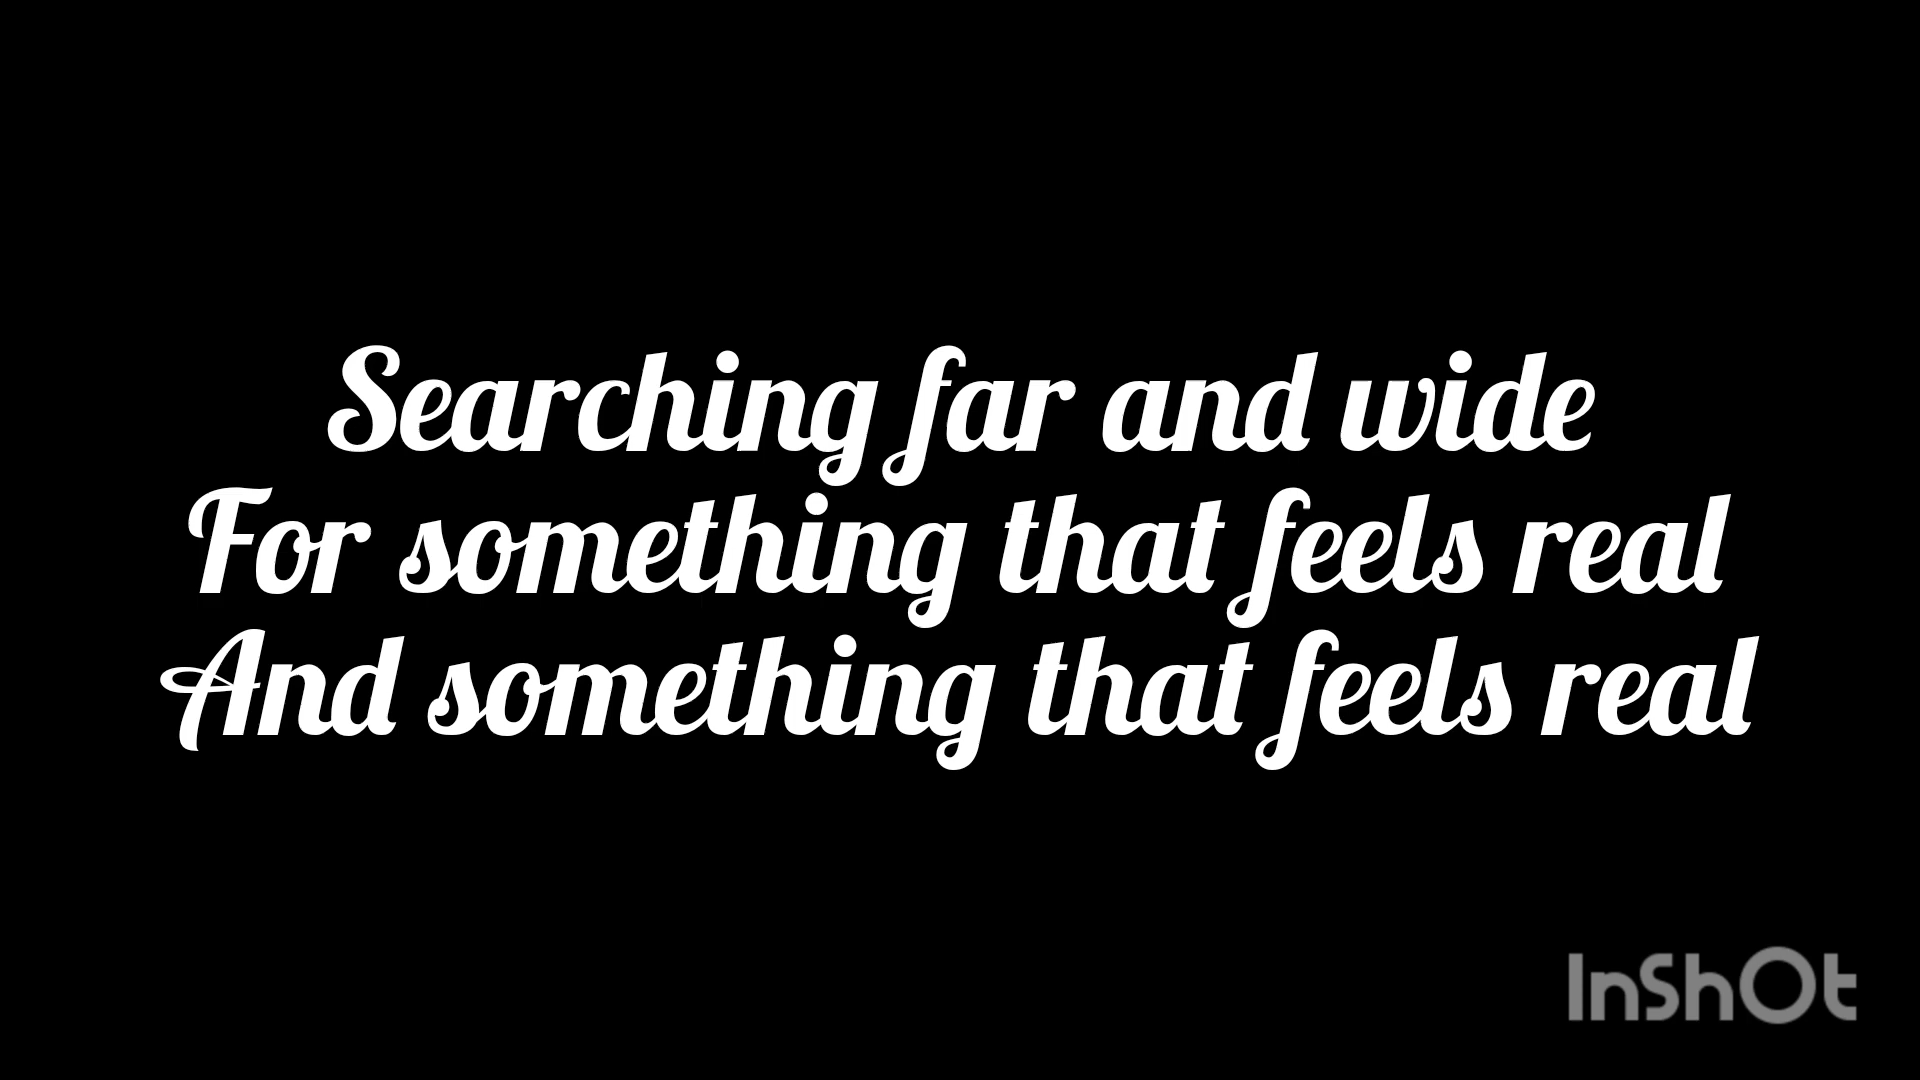 Searching far and wide
For something that feels real
And something that feels real
InShOt